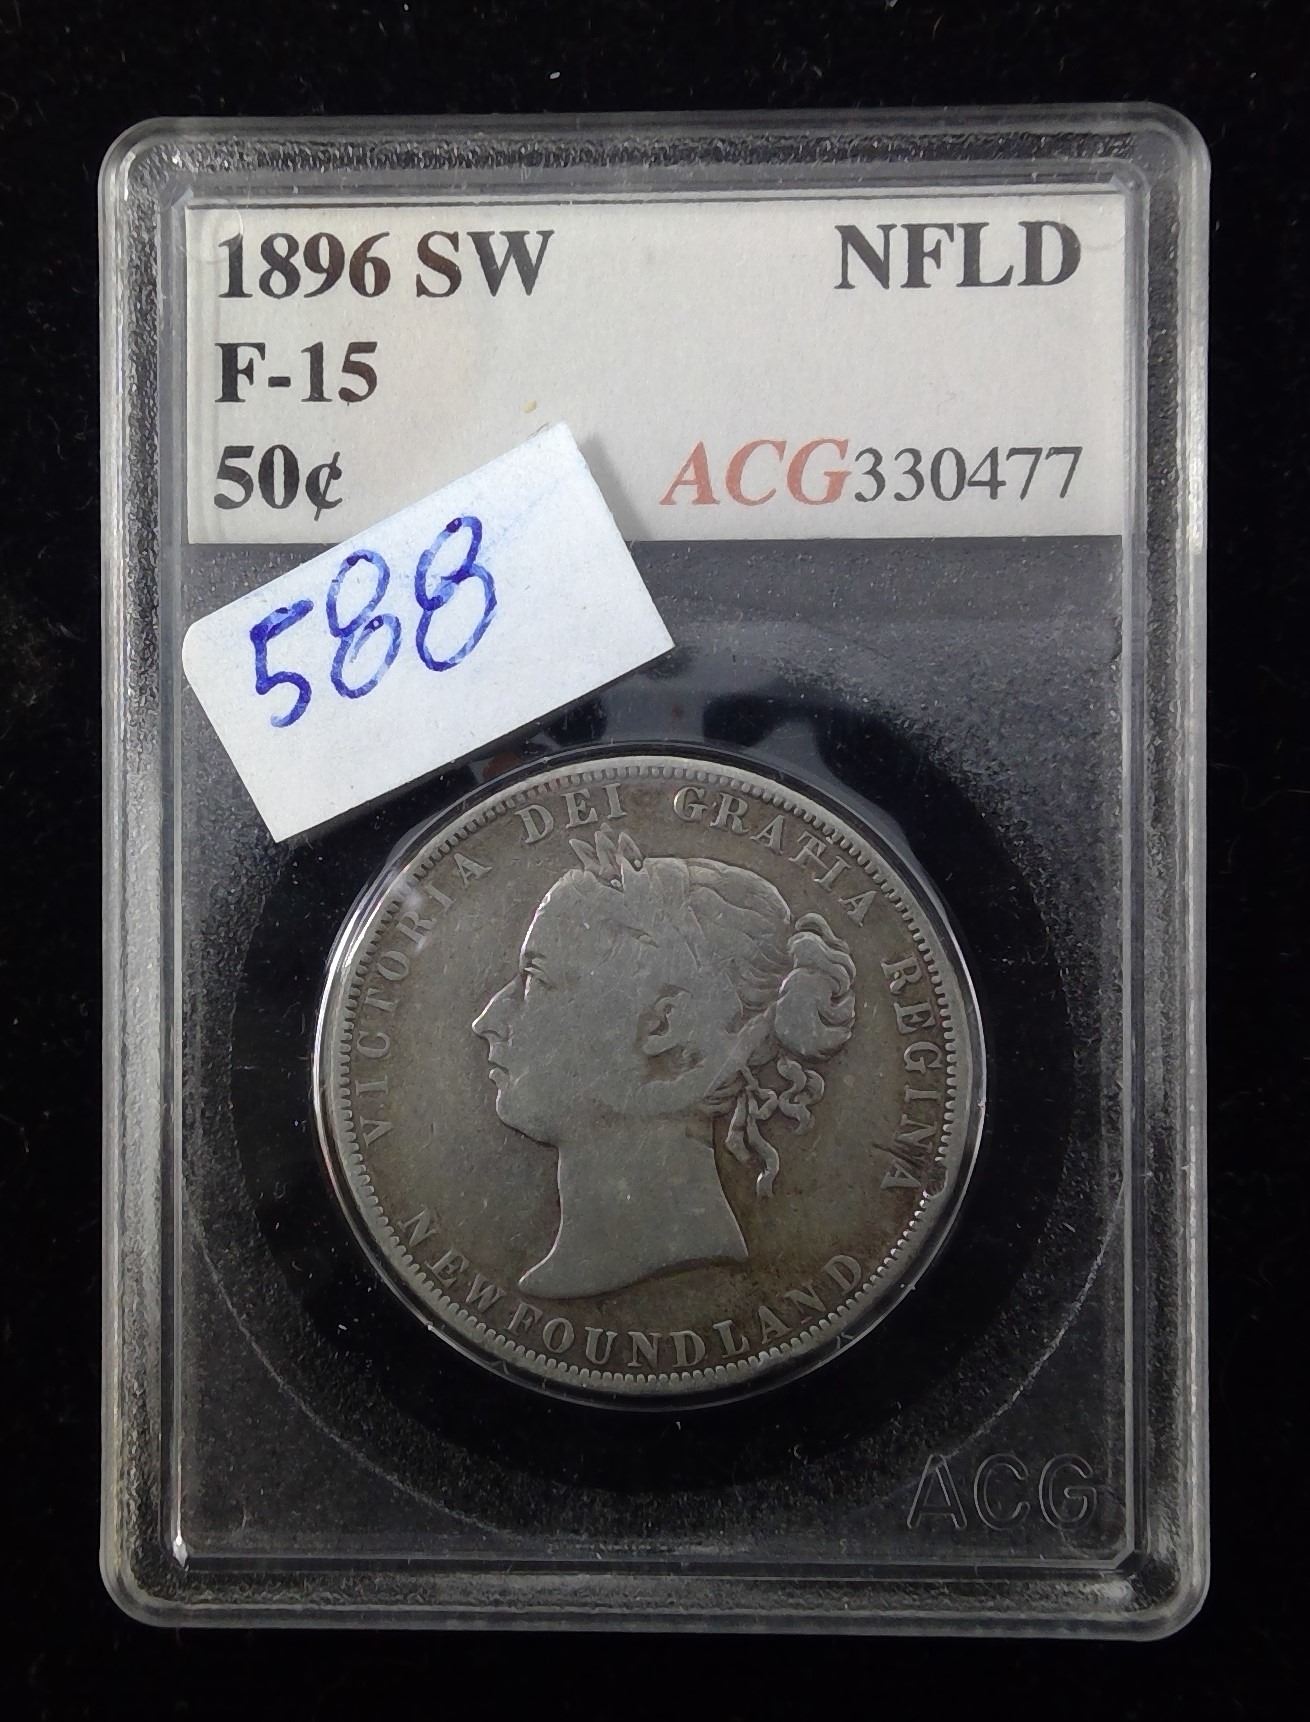 1896 SW NFLD
F-15
50¢ ACG330477
588
VICTORIA DEI GRATIA REGINA
NEWFOUNDLAND
ACG